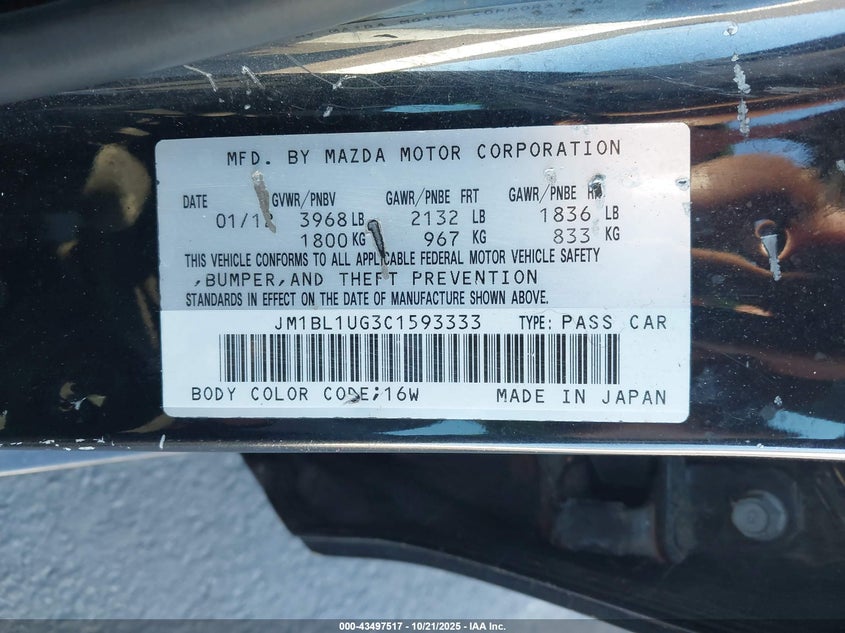 MFD. BY MAZDA MOTOR CORPORATION
DATE GVWR/PNBV GAWR/PNBE FRT GAWR/PNBE
01/12 3968 LB 2132 LB 1836 LB
1800 KG 967 KG 833 KG
THIS VEHICLE CONFORMS TO ALL APPLICABLE FEDERAL MOTOR VEHICLE SAFETY
,BUMPER,AND THEFT PREVENTION
STANDARDS IN EFFECT ON THE DATE OF MANUFACTURE SHOWN ABOVE.
JM1BL1UG3C1593333 TYPE: PASS CAR
BODY COLOR CODE;16W MADE IN JAPAN
000-43497517 - 10/21/2025 - IAA Inc.